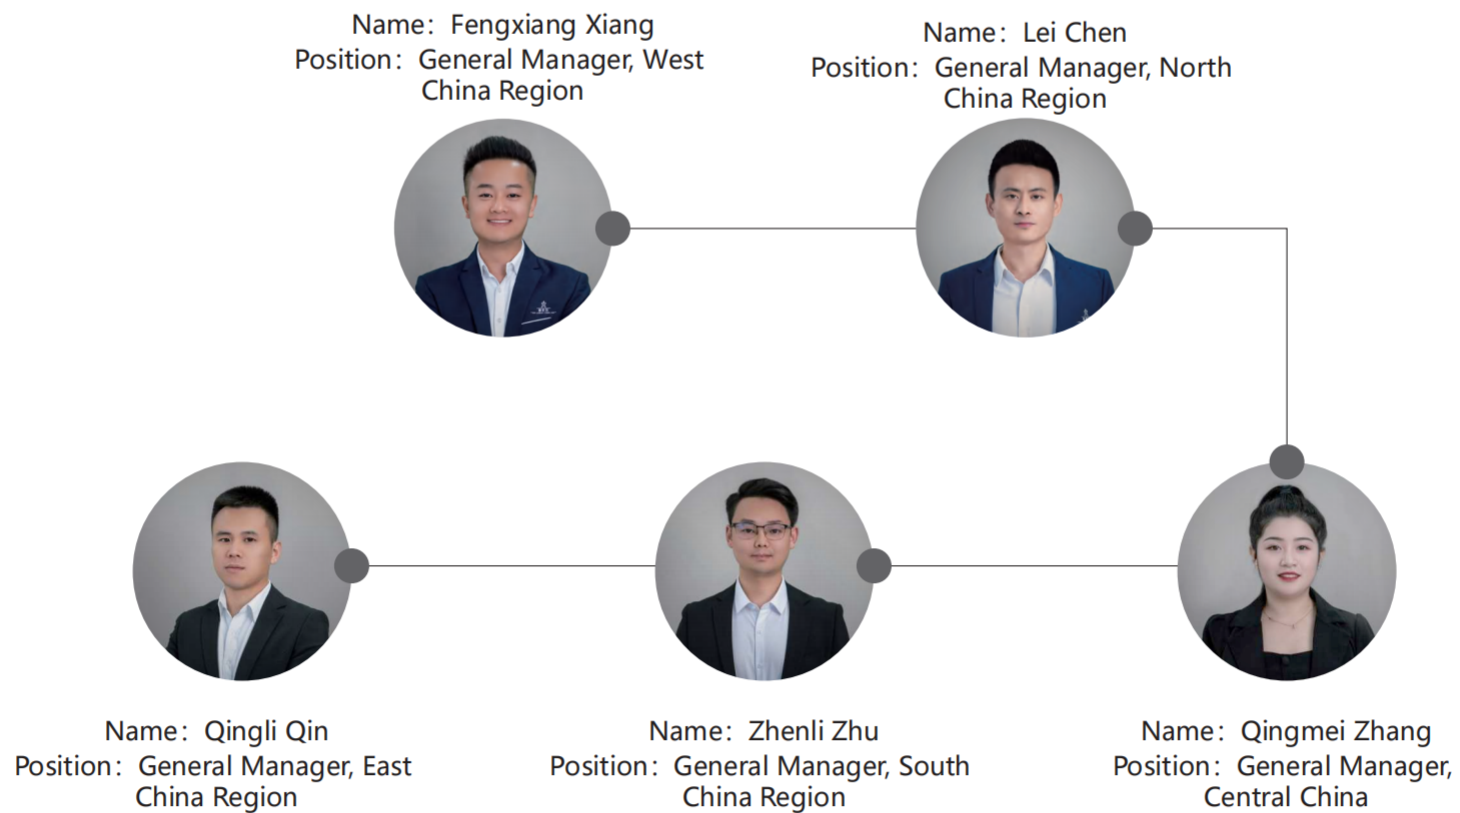 Name：Fengxiang Xiang
Position：General Manager, West
China Region
Name：Lei Chen
Position：General Manager, North
China Region
Name：Qingli Qin
Position：General Manager, East
China Region
Name：Zhenli Zhu
Position：General Manager, South
China Region
Name：Qingmei Zhang
Position：General Manager,
Central China